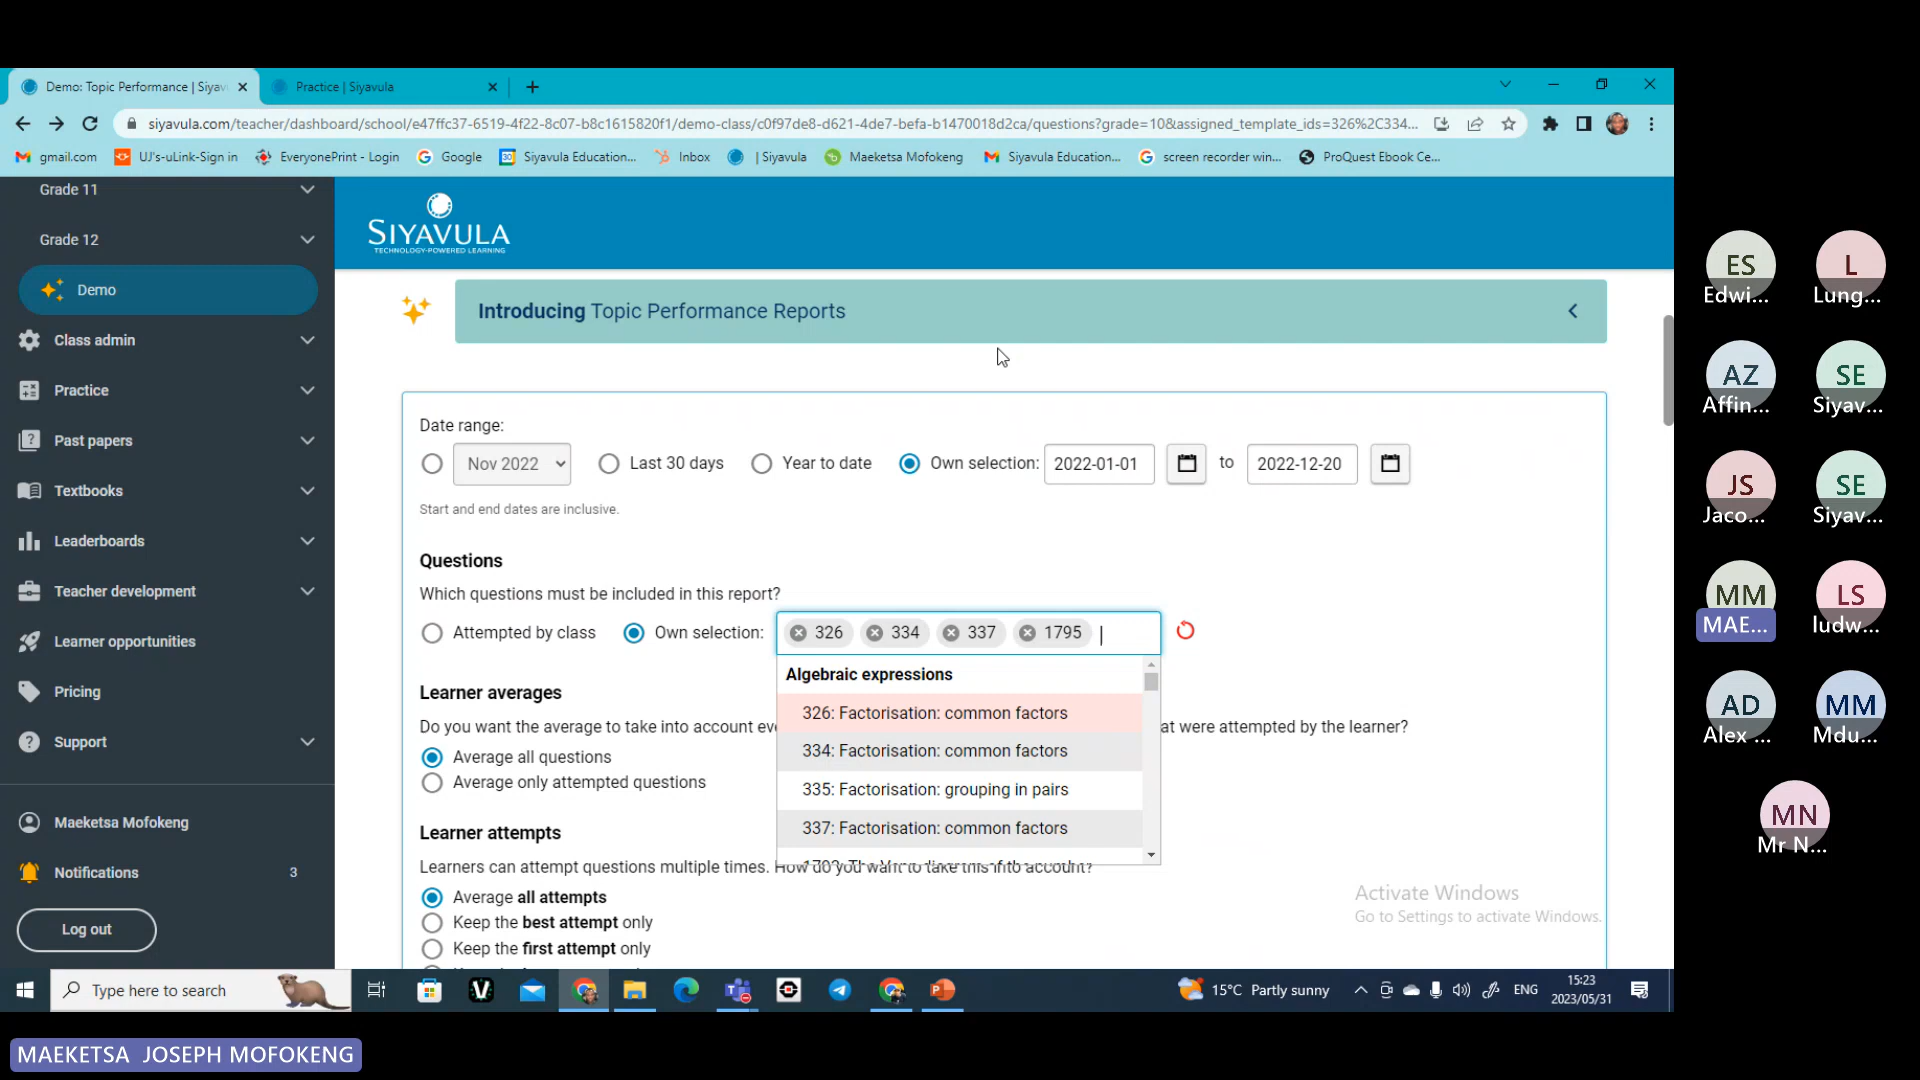 Demo: Topic Performance | Siyav
Practice | Siyavula
siyavula.com/teacher/dashboard/school/e47ffc37-6519-4f22-8c07-b8c1615820f1/demo-class/c0f97de8-d621-4de7-befa-b1470018d2ca/questions?grade=10&assigned_template_ids=326%2C334...
gmail.com
UJ's-uLink-Sign in
EveryonePrint - Login
Google
Siyavula Education...
Inbox
| Siyavula
Maeketsa Mofokeng
Siyavula Education...
screen recorder win...
ProQuest Ebook Ce...
Grade 11
Grade 12
Demo
Class admin
Practice
Past papers
Textbooks
Leaderboards
Teacher development
Learner opportunities
Pricing
Support
Maeketsa Mofokeng
Notifications 3
Log out
SIYAVULA
TECHNOLOGY-POWERED LEARNING
Introducing Topic Performance Reports
Date range:
Nov 2022 Last 30 days Year to date Own selection: 2022-01-01 to 2022-12-20
Start and end dates are inclusive.
Questions
Which questions must be included in this report?
Attempted by class Own selection: 326 334 337 1795
Algebraic expressions
326: Factorisation: common factors
334: Factorisation: common factors
335: Factorisation: grouping in pairs
337: Factorisation: common factors
Learner averages
Do you want the average to take into account eve
at were attempted by the learner?
Average all questions
Average only attempted questions
Learner attempts
Learners can attempt questions multiple times. How do you want to take this into account?
Average all attempts
Keep the best attempt only
Keep the first attempt only
Activate Windows
Go to Settings to activate Windows.
Type here to search
15°C Partly sunny
ENG
15:23
2023/05/31
ES
Edwi...
L
Lung...
AZ
Affin...
SE
Siyav...
JS
Jaco...
SE
Siyav...
MM
MAE...
LS
ludw...
AD
Alex ...
MM
Mdu...
MN
Mr N...
MAEKETSA JOSEPH MOFOKENG